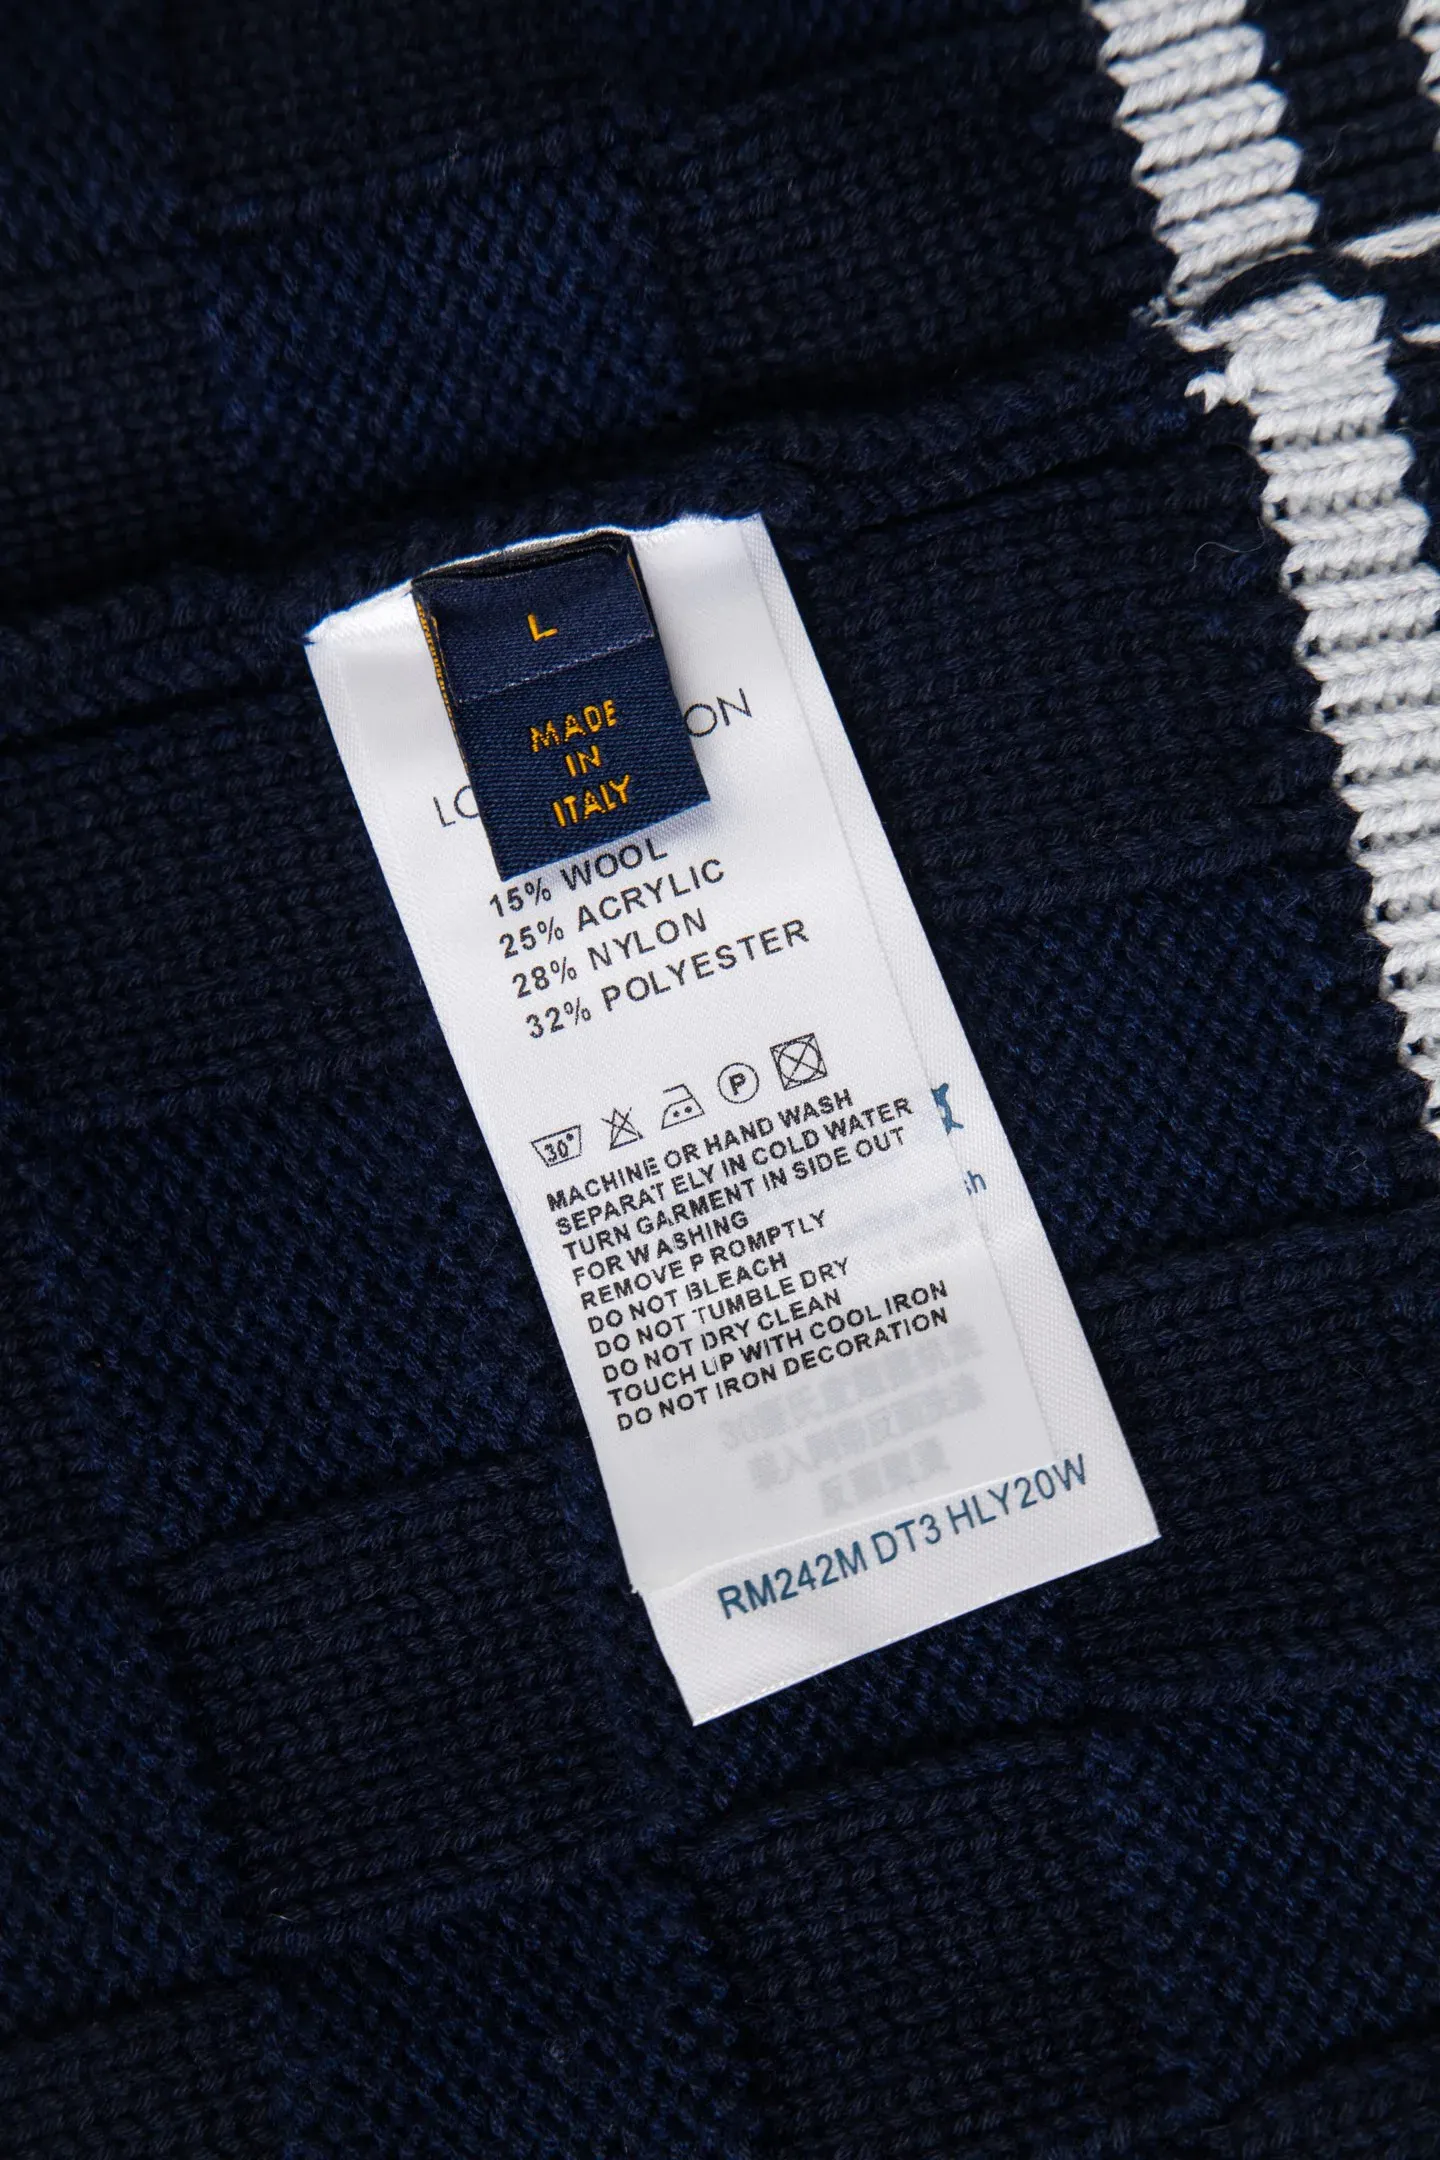 L
MADE
IN
ITALY
LO
ON
15% WOOL
25% ACRYLIC
28% NYLON
32% POLYESTER
30°
P
MACHINE OR HAND WASH
SEPARAT ELY IN COLD WATER
TURN GARMENT IN SIDE OUT
FOR WASHING
REMOVE P ROMPTLY
DO NOT BLEACH
DO NOT TUMBLE DRY
DO NOT DRY CLEAN
TOUCH UP WITH COOL IRON
DO NOT IRON DECORATION
RM242M DT3 HLY20W